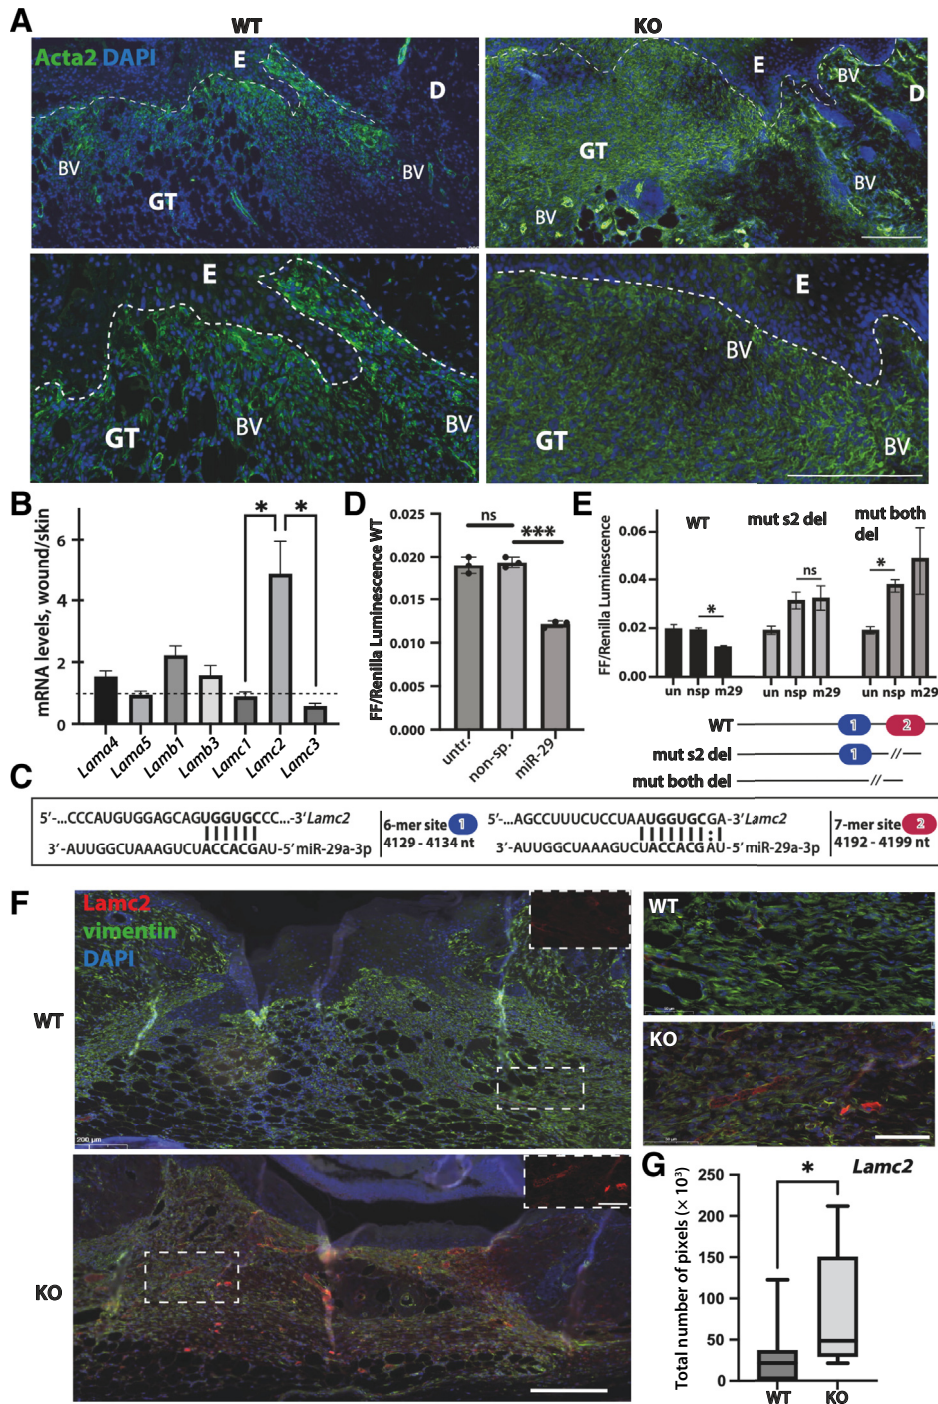 A
WT
KO
Acta2 DAPI
E
D
BV
GT
BV
E
BV
D
GT
BV
BV
E
GT
BV
BV
E
BV
GT
BV
B
mRNA levels, wound/skin
6
4
2
0
* *
Lama4 Lama5 Lamb1 Lamb3 Lamc1 Lamc2 Lamc3
D
FF/Renilla Luminescence WT
0.025
0.020
0.015
0.010
0.005
0.000
ns
***
untr. non-sp. miR-29
E
FF/Renilla Luminescence
0.06
0.04
0.02
0.00
WT
mut s2 del
mut both
del
*
ns
*
un nsp m29 un nsp m29 un nsp m29
WT 1 2
mut s2 del 1 //
mut both del //
C
5'-...CCCAUGUGGAGCAGUGGUGCCC...-3' Lamc2
3'-AUUGGCUAAAGUCUACCACGAU-5' miR-29a-3p
6-mer site 1
4129 - 4134 nt
5'-...AGCCUUUCUCCUAAUGGUGCGA-3' Lamc2
3'-AUUGGCUAAAGUCUACCACGAU-5' miR-29a-3p
7-mer site 2
4192 - 4199 nt
F
Lamc2
vimentin
DAPI
WT
200 µm
KO
WT
KO
G
Lamc2
Total number of pixels (× 10³)
250
200
150
100
50
0
*
WT KO